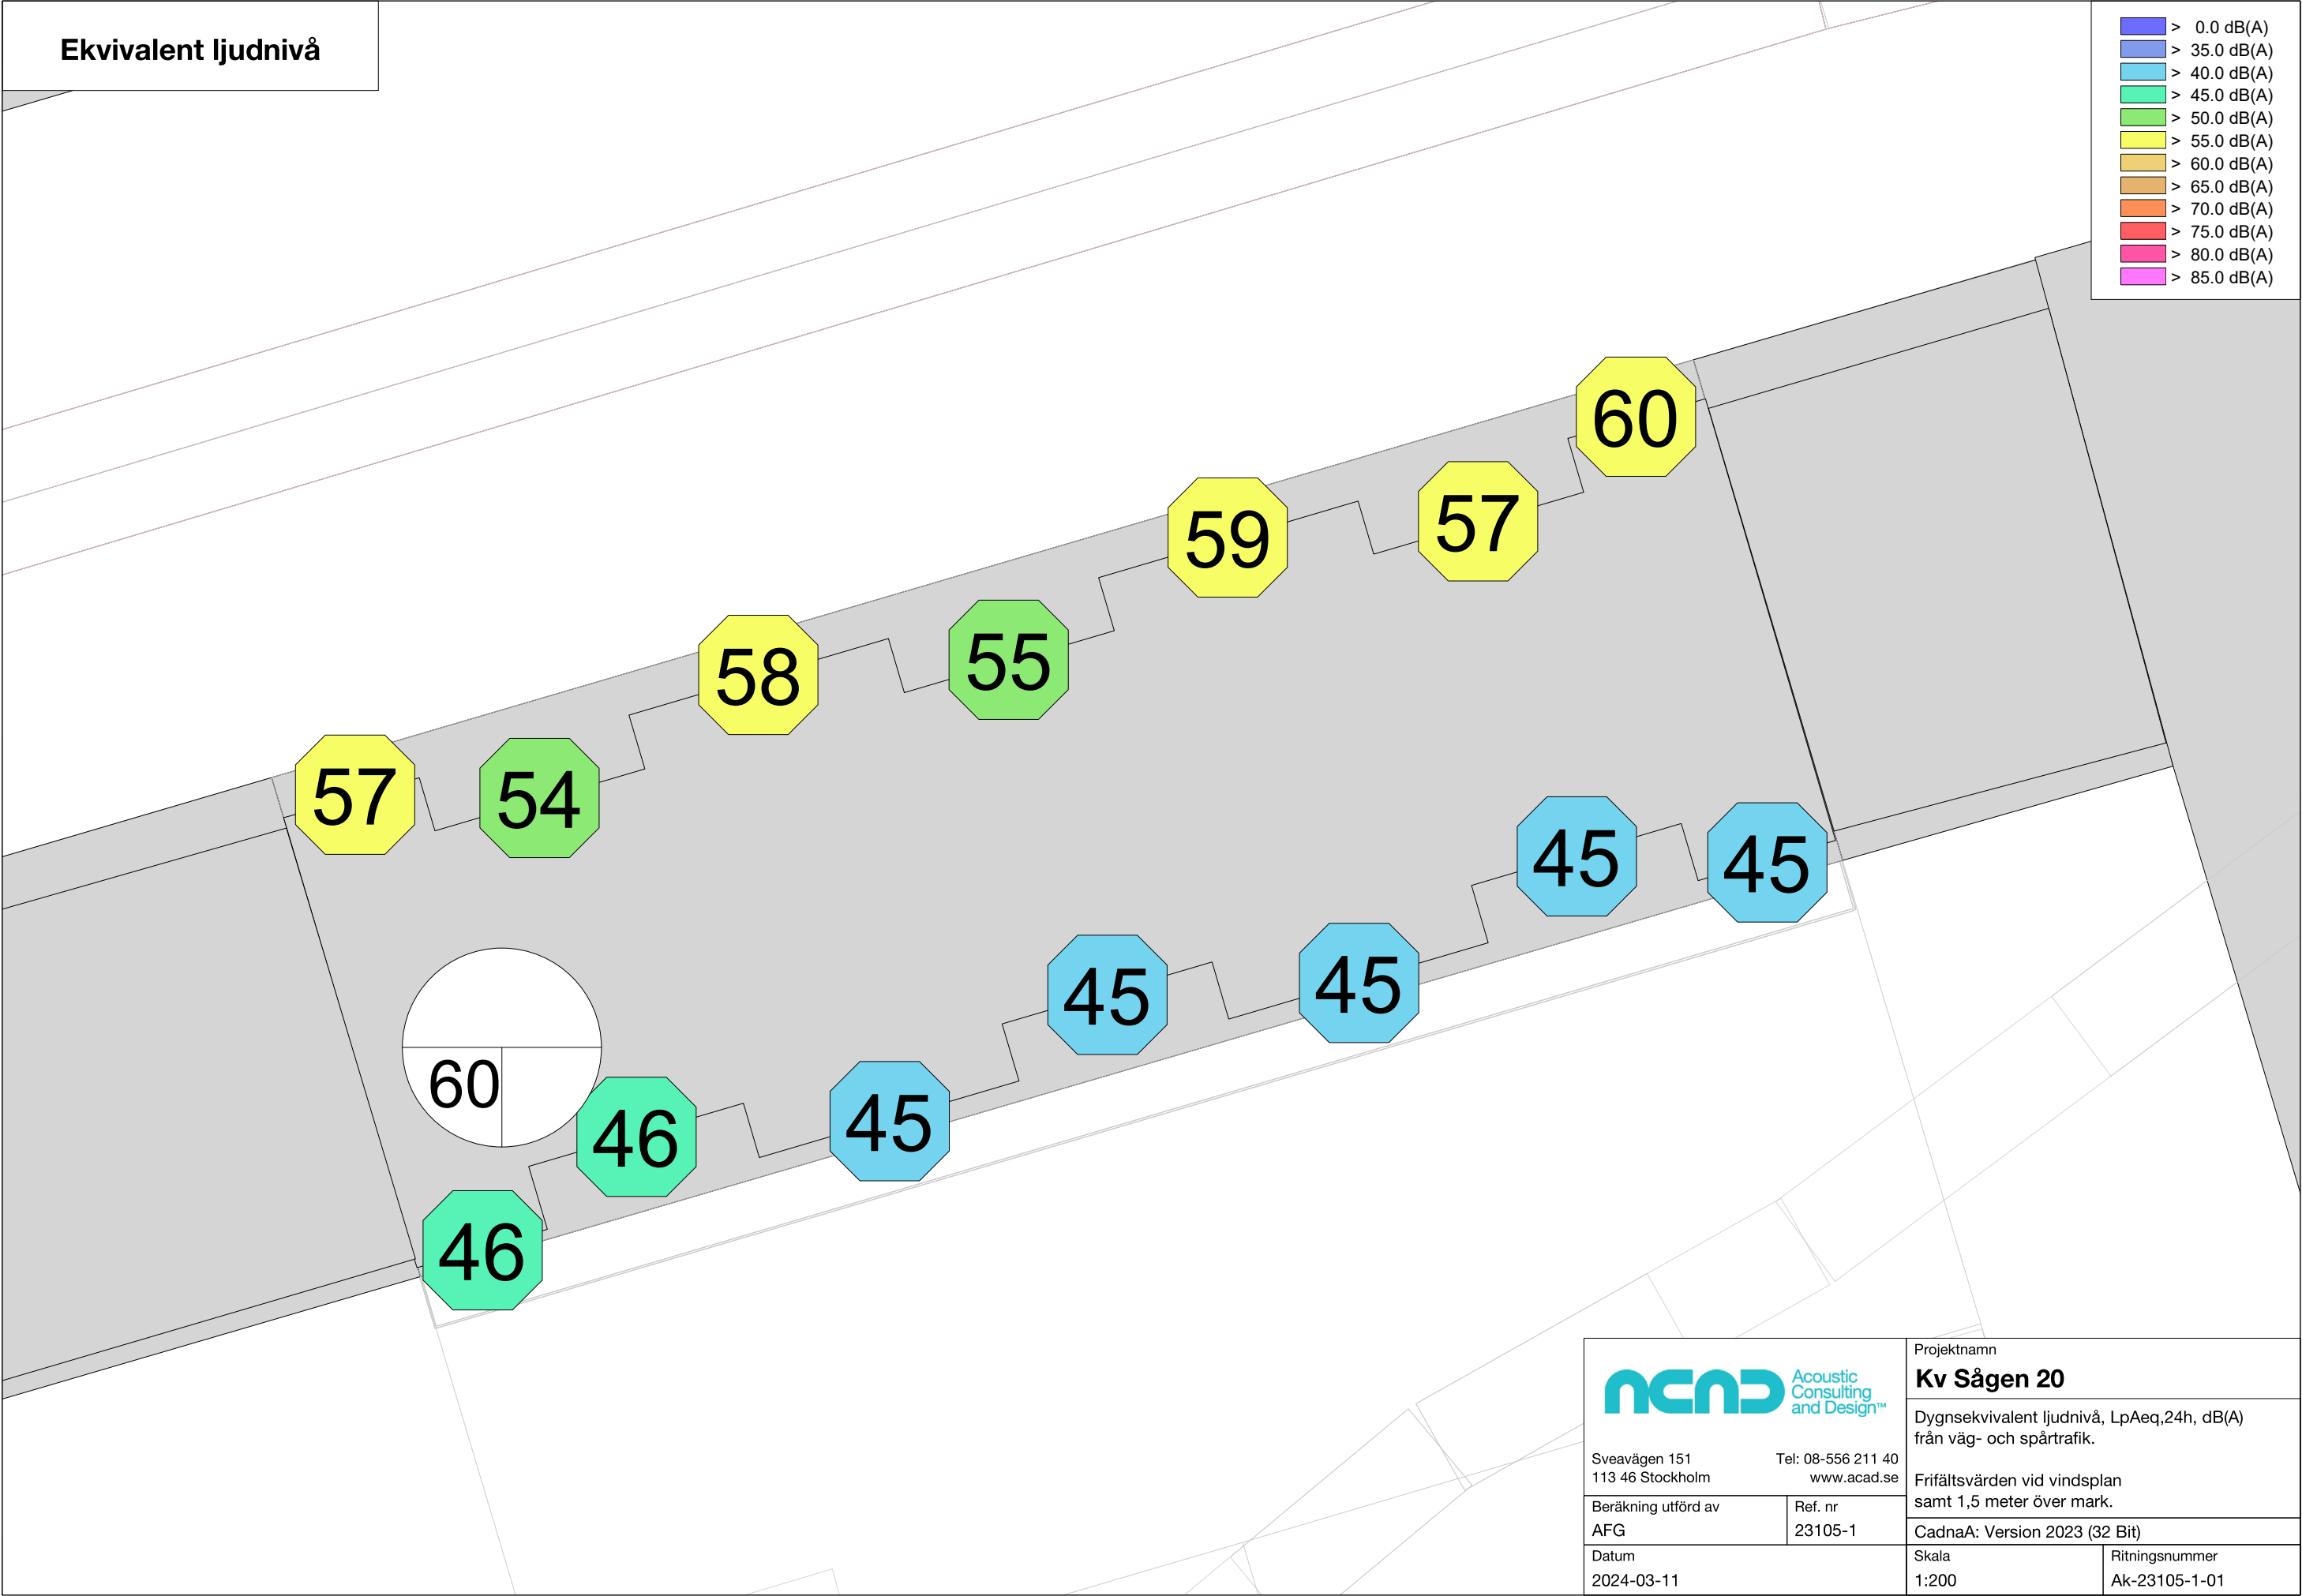 Ekvivalent ljudnivå
> 0.0 dB(A)
> 35.0 dB(A)
> 40.0 dB(A)
> 45.0 dB(A)
> 50.0 dB(A)
> 55.0 dB(A)
> 60.0 dB(A)
> 65.0 dB(A)
> 70.0 dB(A)
> 75.0 dB(A)
> 80.0 dB(A)
> 85.0 dB(A)
60
57
59
55
58
54
57
45
45
45
45
45
60
46
46
acad
Acoustic
Consulting
and Design™
Sveavägen 151
113 46 Stockholm
Tel: 08-556 211 40
www.acad.se
Beräkning utförd av
AFG
Ref. nr
23105-1
Datum
2024-03-11
Projektnamn
Kv Sågen 20
Dygnsekvivalent ljudnivå, LpAeq,24h, dB(A)
från väg- och spårtrafik.
Frifältsvärden vid vindsplan
samt 1,5 meter över mark.
CadnaA: Version 2023 (32 Bit)
Skala
1:200
Ritningsnummer
Ak-23105-1-01